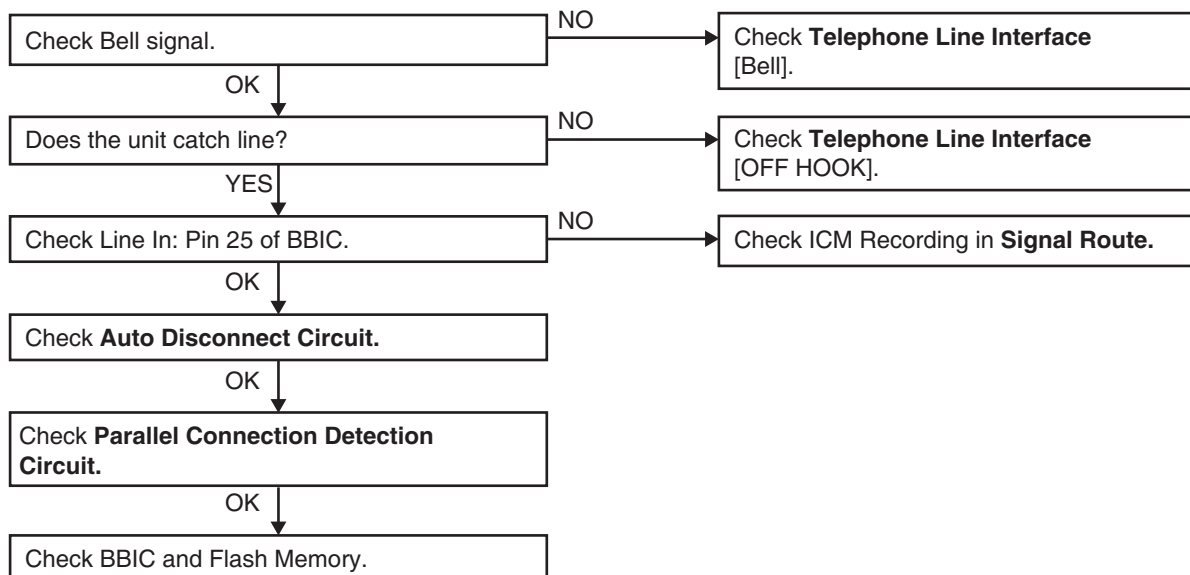 Check Bell signal.
NO
Check Telephone Line Interface
[Bell].
OK
Does the unit catch line?
NO
Check Telephone Line Interface
[OFF HOOK].
YES
Check Line In: Pin 25 of BBIC.
NO
Check ICM Recording in Signal Route.
OK
Check Auto Disconnect Circuit.
OK
Check Parallel Connection Detection
Circuit.
OK
Check BBIC and Flash Memory.